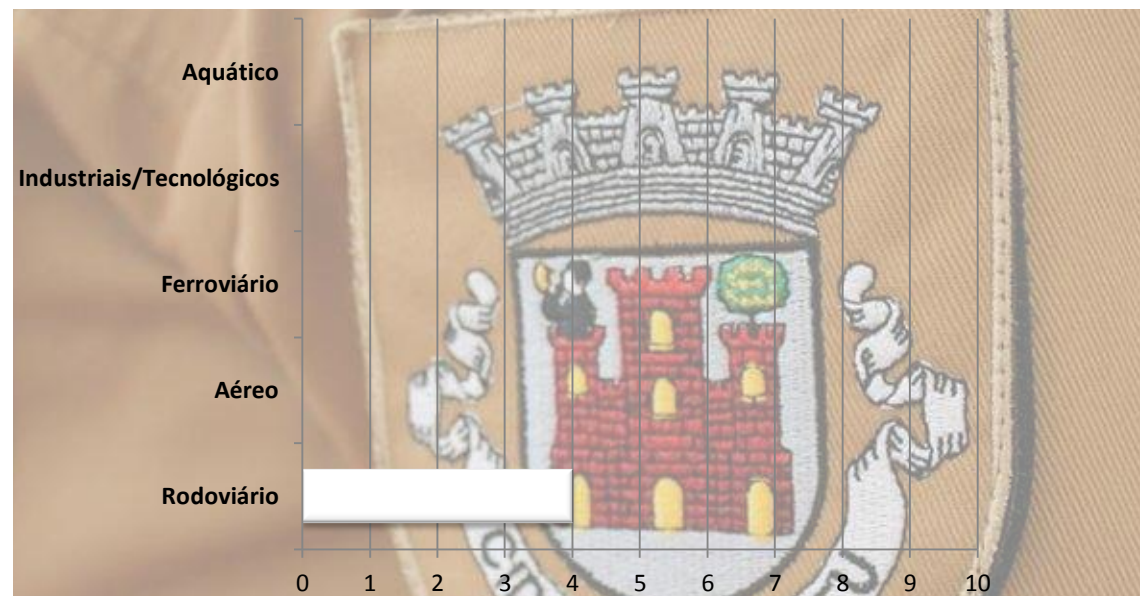 Aquático
Industriais/Tecnológicos
Ferroviário
Aéreo
Rodoviário
0 1 2 3 4 5 6 7 8 9 10